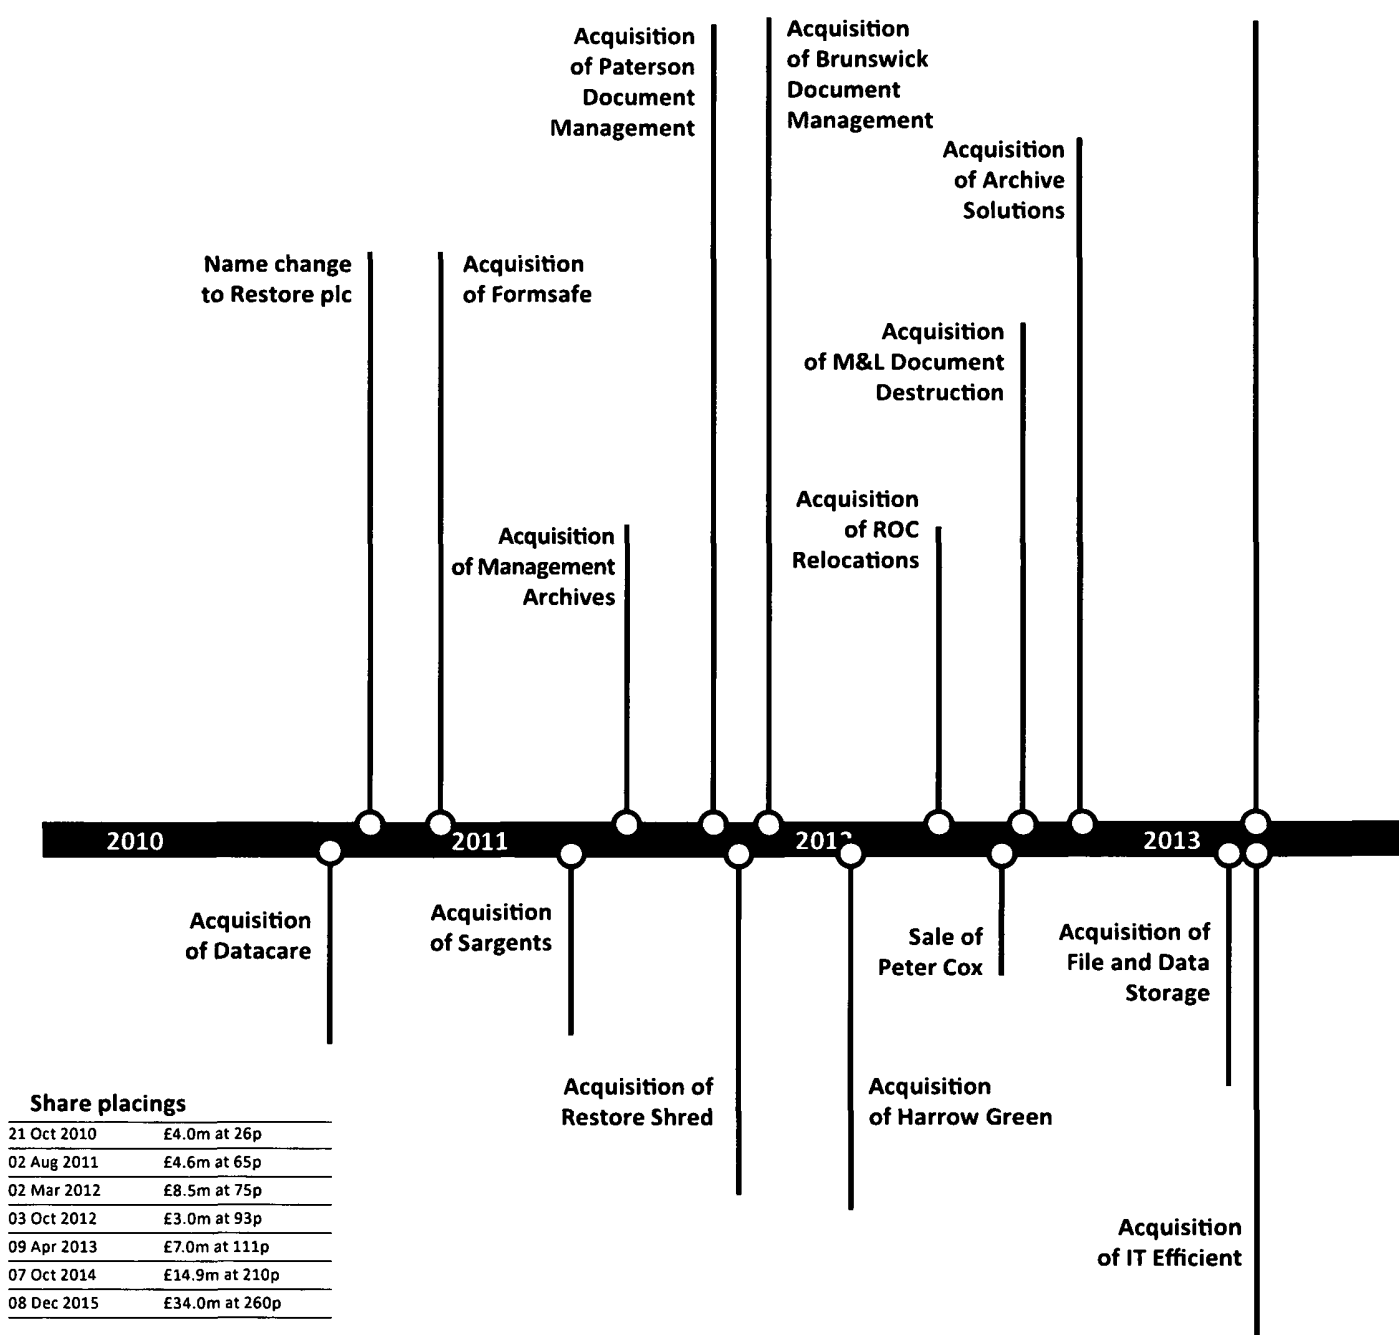 Acquisition
of Paterson
Document
Management
Acquisition
of Brunswick
Document
Management
Acquisition
of Archive
Solutions
Name change
to Restore plc
Acquisition
of Formsafe
Acquisition
of M&L Document
Destruction
Acquisition
of ROC
Relocations
Acquisition
of Management
Archives
2010
2011
2012
2013
Acquisition
of Datacare
Acquisition
of Sargents
Sale of
Peter Cox
Acquisition of
File and Data
Storage
Acquisition of
Restore Shred
Acquisition
of Harrow Green
Acquisition
of IT Efficient
Share placings
21 Oct 2010 £4.0m at 26p
02 Aug 2011 £4.6m at 65p
02 Mar 2012 £8.5m at 75p
03 Oct 2012 £3.0m at 93p
09 Apr 2013 £7.0m at 111p
07 Oct 2014 £14.9m at 210p
08 Dec 2015 £34.0m at 260p